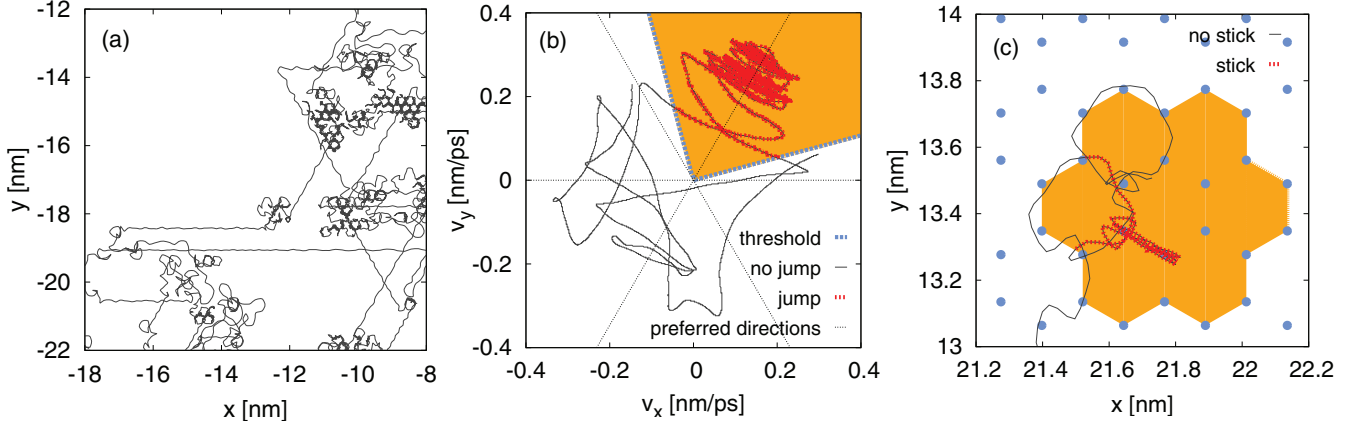 (a)
-12
-14
-16
-18
-20
-22
y [nm]
-18 -16 -14 -12 -10 -8
x [nm]
(b)
0.4
0.2
0
-0.2
-0.4
v_y [nm/ps]
threshold
no jump
jump
preferred directions
-0.4 -0.2 0 0.2 0.4
v_x [nm/ps]
(c)
no stick
stick
14
13.8
13.6
13.4
13.2
13
y [nm]
21.2 21.4 21.6 21.8 22 22.2
x [nm]